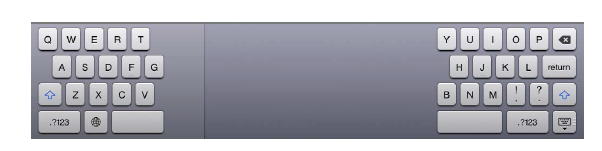 Q W E R T Y U I O P
A S D F G H J K L return
Z X C V B N M ! , ? .
.?123 .?123